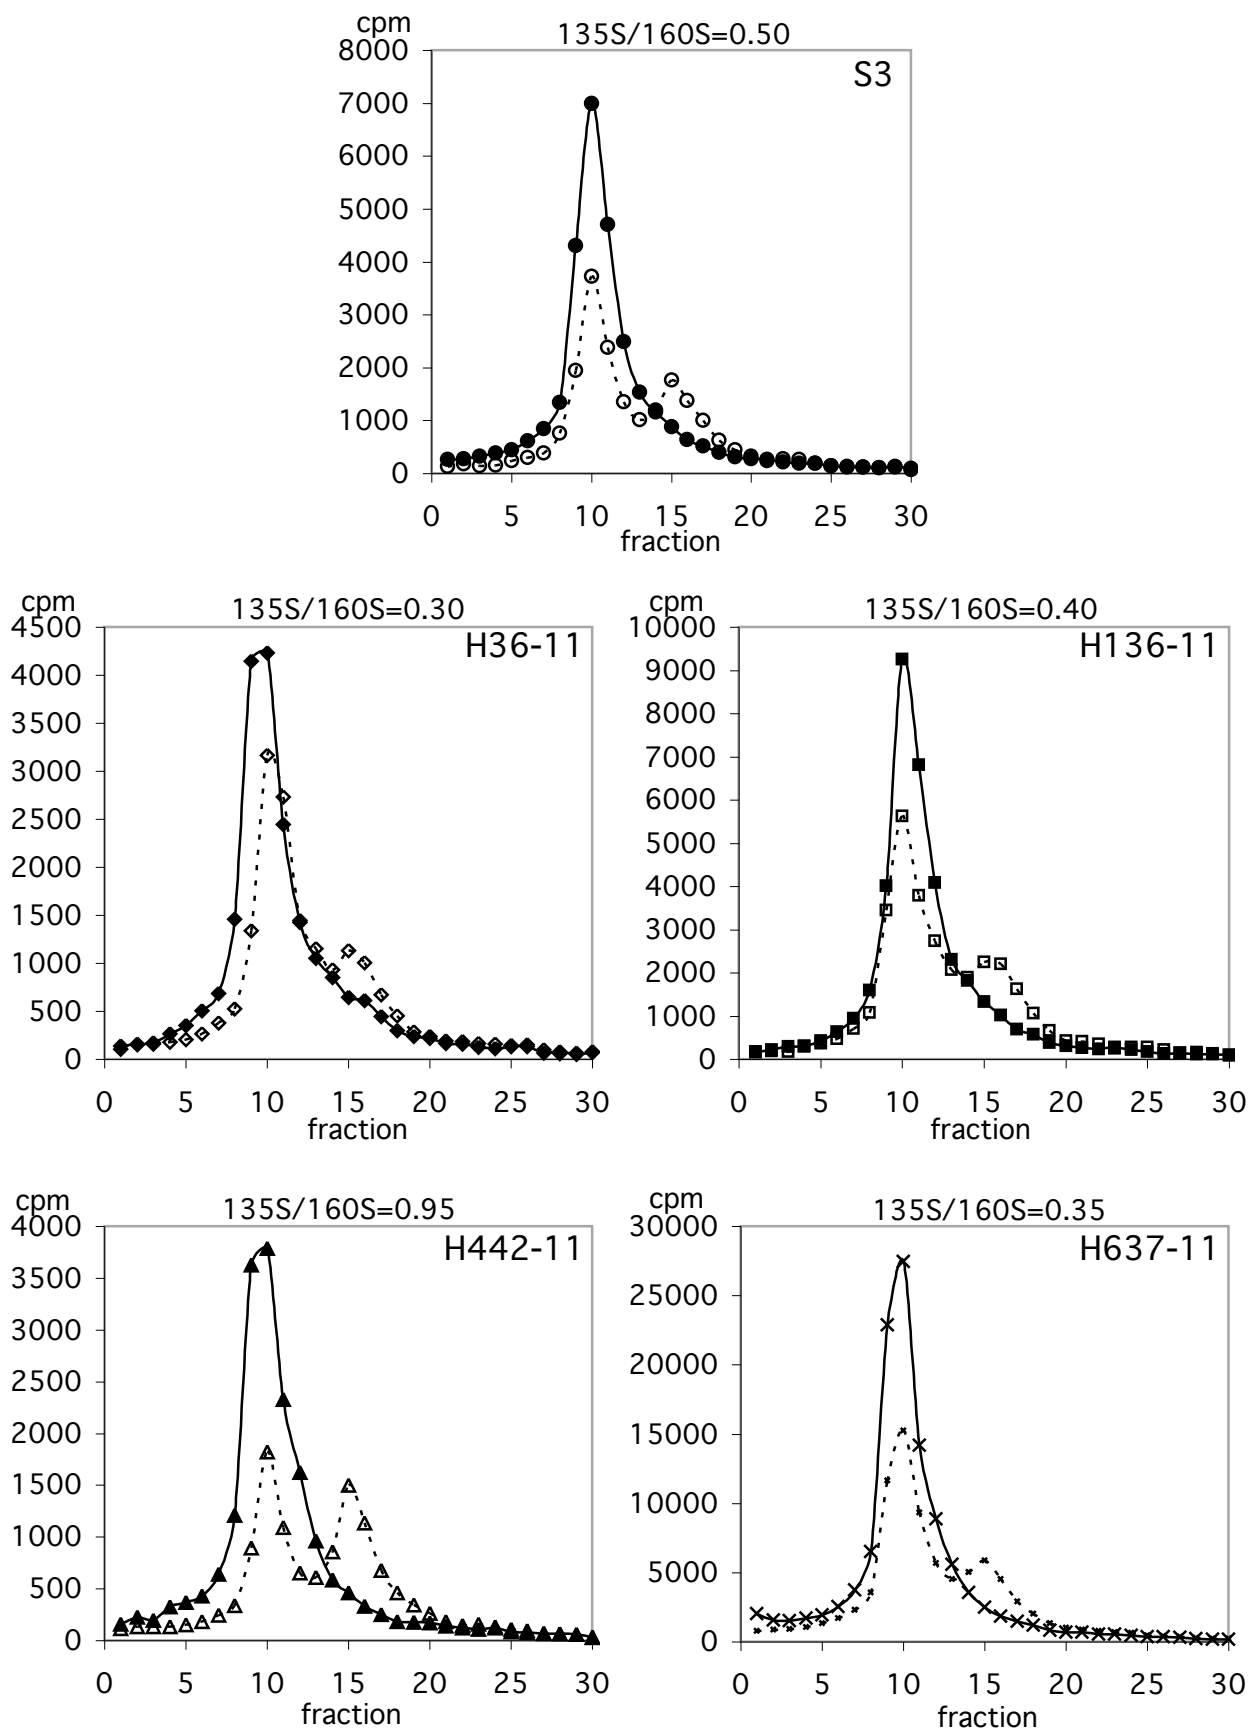 cpm
135S/160S=0.50
S3
8000
7000
6000
5000
4000
3000
2000
1000
0
0 5 10 15 20 25 30
fraction
cpm
135S/160S=0.30
H36-11
4500
4000
3500
3000
2500
2000
1500
1000
500
0
0 5 10 15 20 25 30
fraction
cpm
135S/160S=0.40
H136-11
10000
9000
8000
7000
6000
5000
4000
3000
2000
1000
0
0 5 10 15 20 25 30
fraction
cpm
135S/160S=0.95
H442-11
4000
3500
3000
2500
2000
1500
1000
500
0
0 5 10 15 20 25 30
fraction
cpm
135S/160S=0.35
H637-11
30000
25000
20000
15000
10000
5000
0
0 5 10 15 20 25 30
fraction